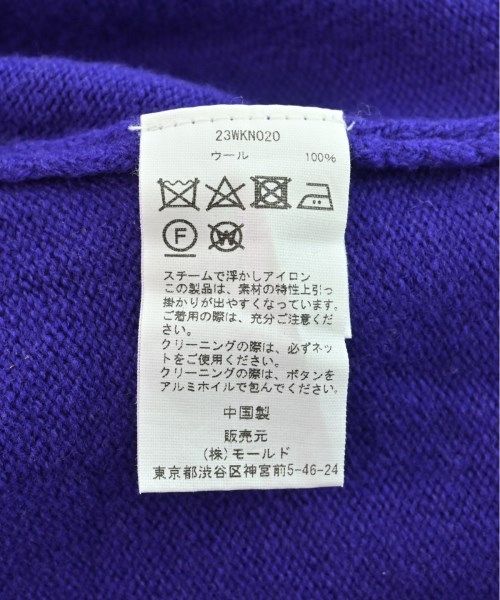 23WKN020
ウール 100%
F
W
スチームで浮かしアイロン
この製品は、素材の特性上引っ
掛かりが出やすくなっています。
ご着用の際は、充分ご注意くだ
さい。
クリーニングの際は、必ずネッ
トをご使用ください。
クリーニングの際は、ボタンを
アルミホイルで包んでください。
中国製
販売元
(株)モールド
東京都渋谷区神宮前5-46-24